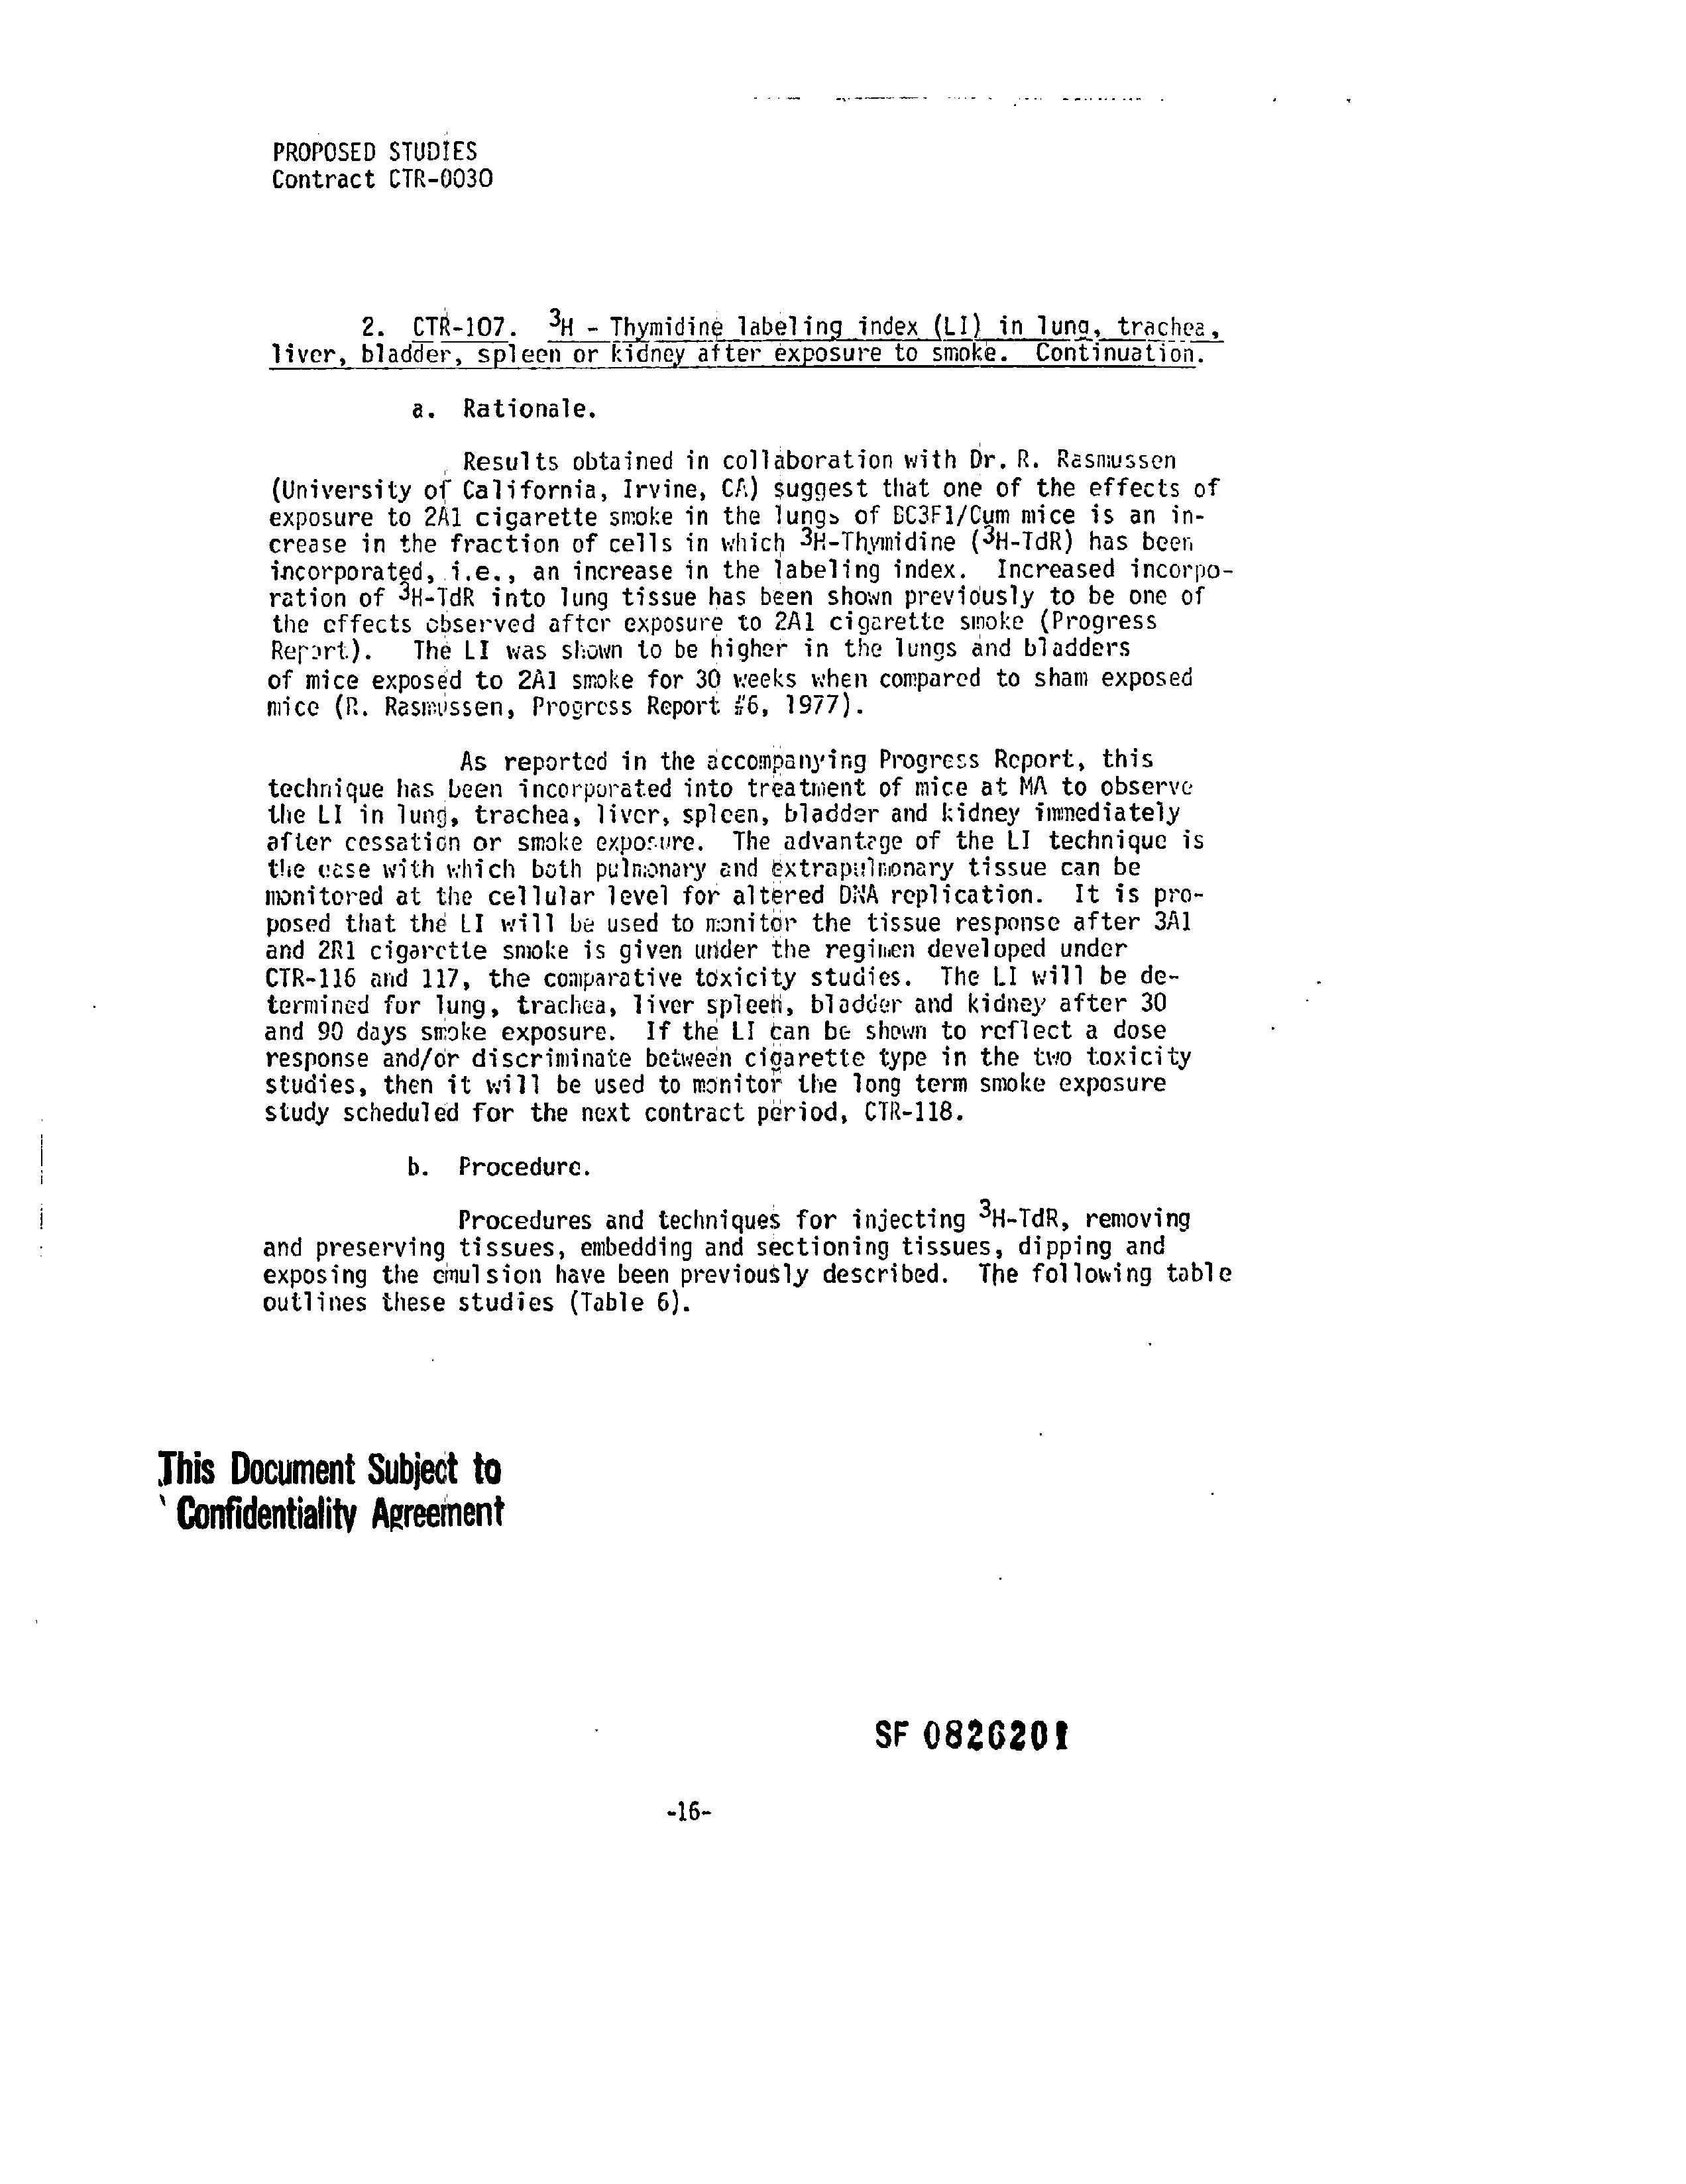 PROPOSED STUDIES
Contract CTR-0030
2. CTR-107. ³H - Thymidine labeling index (LI) in lung, trachea,
liver, bladder, spleen or kidney after exposure to smoke. Continuation.
a. Rationale.
Results obtained in collaboration with Dr. R. Rasmussen
(University of California, Irvine, CA) suggest that one of the effects of
exposure to 2A1 cigarette smoke in the lungs of BC3F1/Cum mice is an in-
crease in the fraction of cells in which ³H-Thymidine (³H-TdR) has been
incorporated, i.e., an increase in the labeling index. Increased incorpo-
ration of ³H-TdR into lung tissue has been shown previously to be one of
the effects observed after exposure to 2A1 cigarette smoke (Progress
Report). The LI was shown to be higher in the lungs and bladders
of mice exposed to 2A1 smoke for 30 weeks when compared to sham exposed
mice (R. Rasmussen, Progress Report #6, 1977).
As reported in the accompanying Progress Report, this
technique has been incorporated into treatment of mice at MA to observe
the LI in lung, trachea, liver, spleen, bladder and kidney immediately
after cessation or smoke exposure. The advantage of the LI technique is
the ease with which both pulmonary and extrapulmonary tissue can be
monitored at the cellular level for altered DNA replication. It is pro-
posed that the LI will be used to monitor the tissue response after 3A1
and 2R1 cigarette smoke is given under the regimen developed under
CTR-116 and 117, the comparative toxicity studies. The LI will be de-
termined for lung, trachea, liver spleen, bladder and kidney after 30
and 90 days smoke exposure. If the LI can be shown to reflect a dose
response and/or discriminate between cigarette type in the two toxicity
studies, then it will be used to monitor the long term smoke exposure
study scheduled for the next contract period, CTR-118.
b. Procedure.
Procedures and techniques for injecting ³H-TdR, removing
and preserving tissues, embedding and sectioning tissues, dipping and
exposing the emulsion have been previously described. The following table
outlines these studies (Table 6).
This Document Subject to
Confidentiality Agreement
SF 0826201
-16-